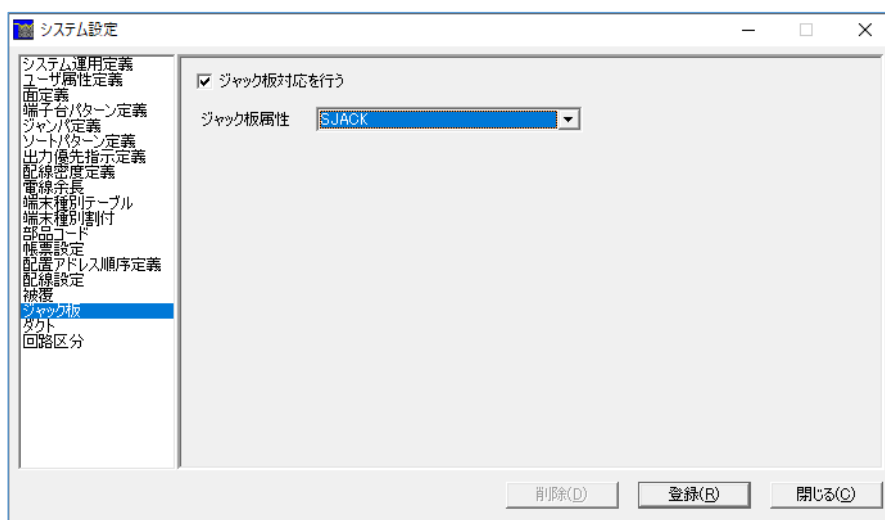 システム設定
システム運用定義
ユーザ属性定義
面定義
端子台パターン定義
ジャンパ定義
ソートパターン定義
出力優先指示定義
配線密度定義
電線余長
端末種別テーブル
端末種別割付
部品コード
帳票設定
配置アドレス順序定義
配線設定
被覆
ジャック板
ダクト
回路区分
ジャック板対応を行う
ジャック板属性 SJACK
削除(D) 登録(R) 閉じる(C)